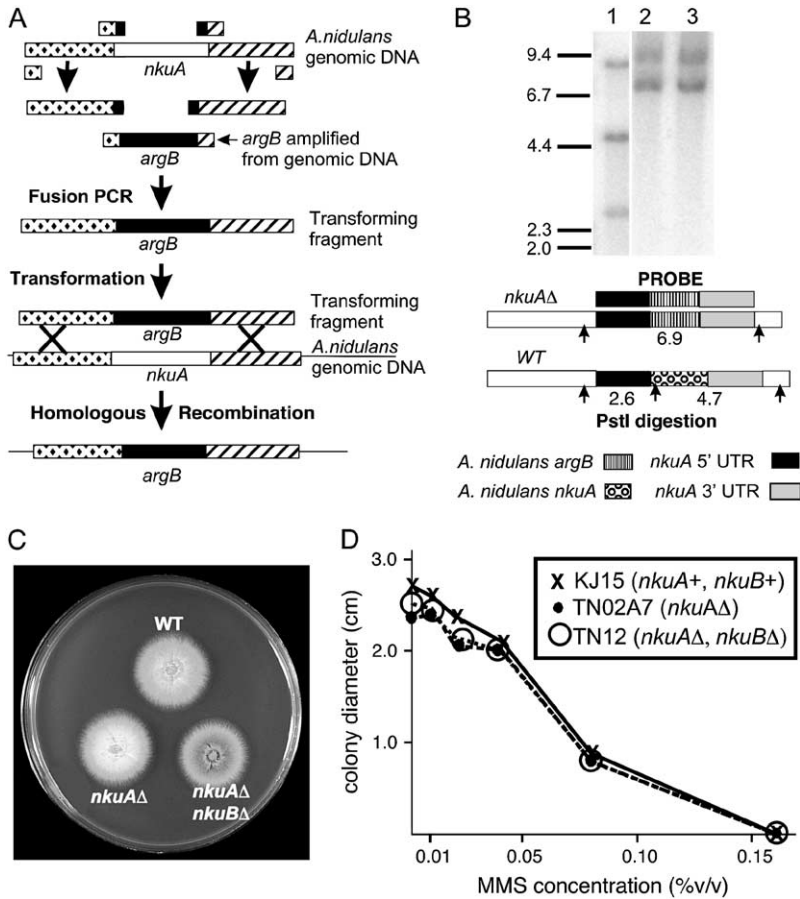 A
A.nidulans
genomic DNA
nkuA
argB amplified
from genomic DNA
argB
Fusion PCR
Transforming
fragment
argB
Transformation
Transforming
fragment
argB
A.nidulans
genomic DNA
nkuA
Homologous Recombination
argB
B
1 2 3
9.4
6.7
4.4
2.3
2.0
PROBE
nkuAΔ
6.9
WT
2.6 4.7
PstI digestion
A. nidulans argB nkuA 5' UTR
A. nidulans nkuA nkuA 3' UTR
C
WT
nkuAΔ
nkuAΔ
nkuBΔ
D
3.0
2.0
1.0
colony diameter (cm)
x KJ15 (nkuA+, nkuB+)
TN02A7 (nkuAΔ)
TN12 (nkuAΔ, nkuBΔ)
0.01 0.05 0.10 0.15
MMS concentration (%v/v)